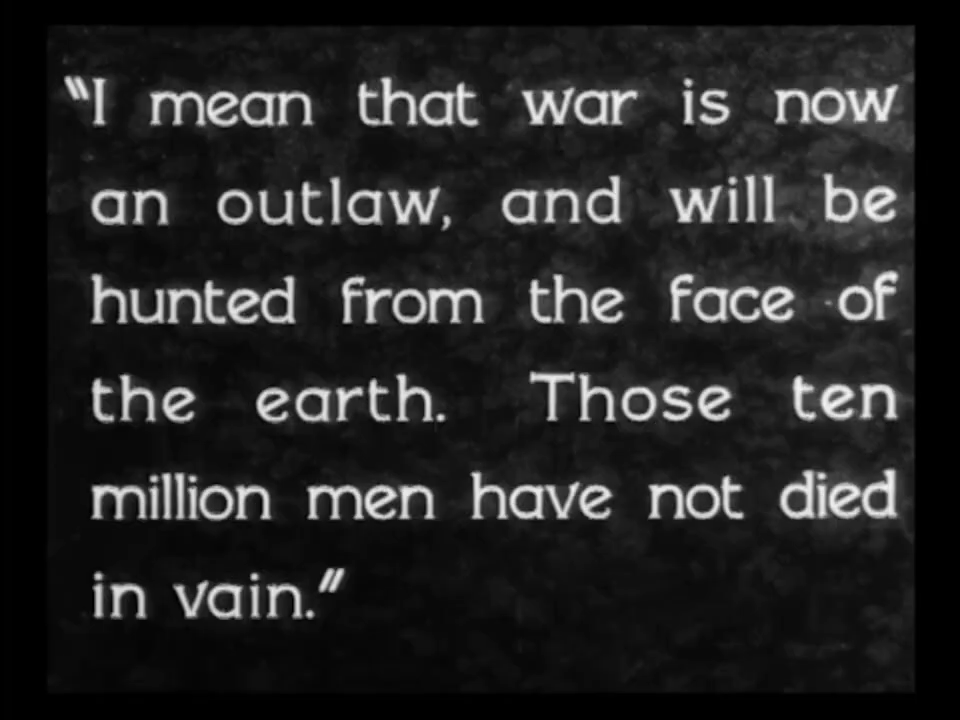 "I mean that war is now
an outlaw, and will be
hunted from the face of
the earth. Those ten
million men have not died
in vain."